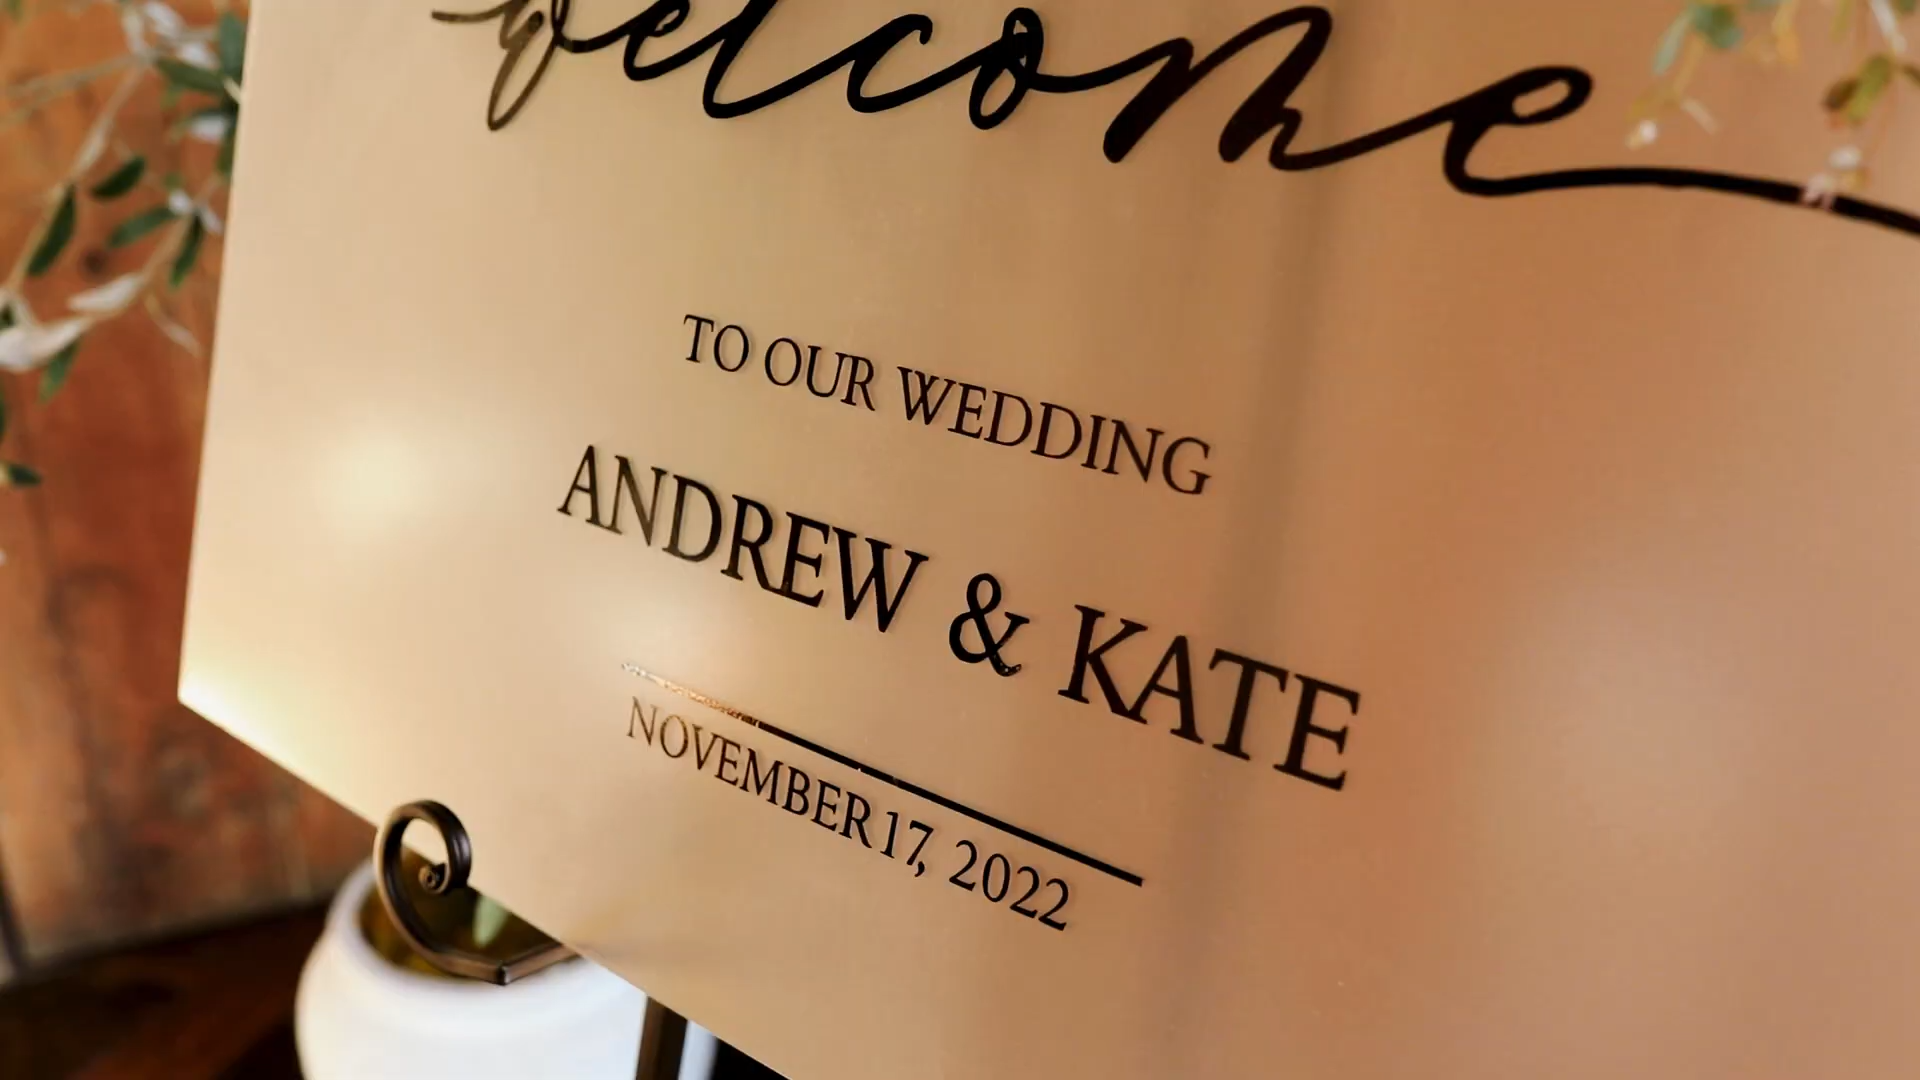 welcome
TO OUR WEDDING
ANDREW & KATE
NOVEMBER 17, 2022